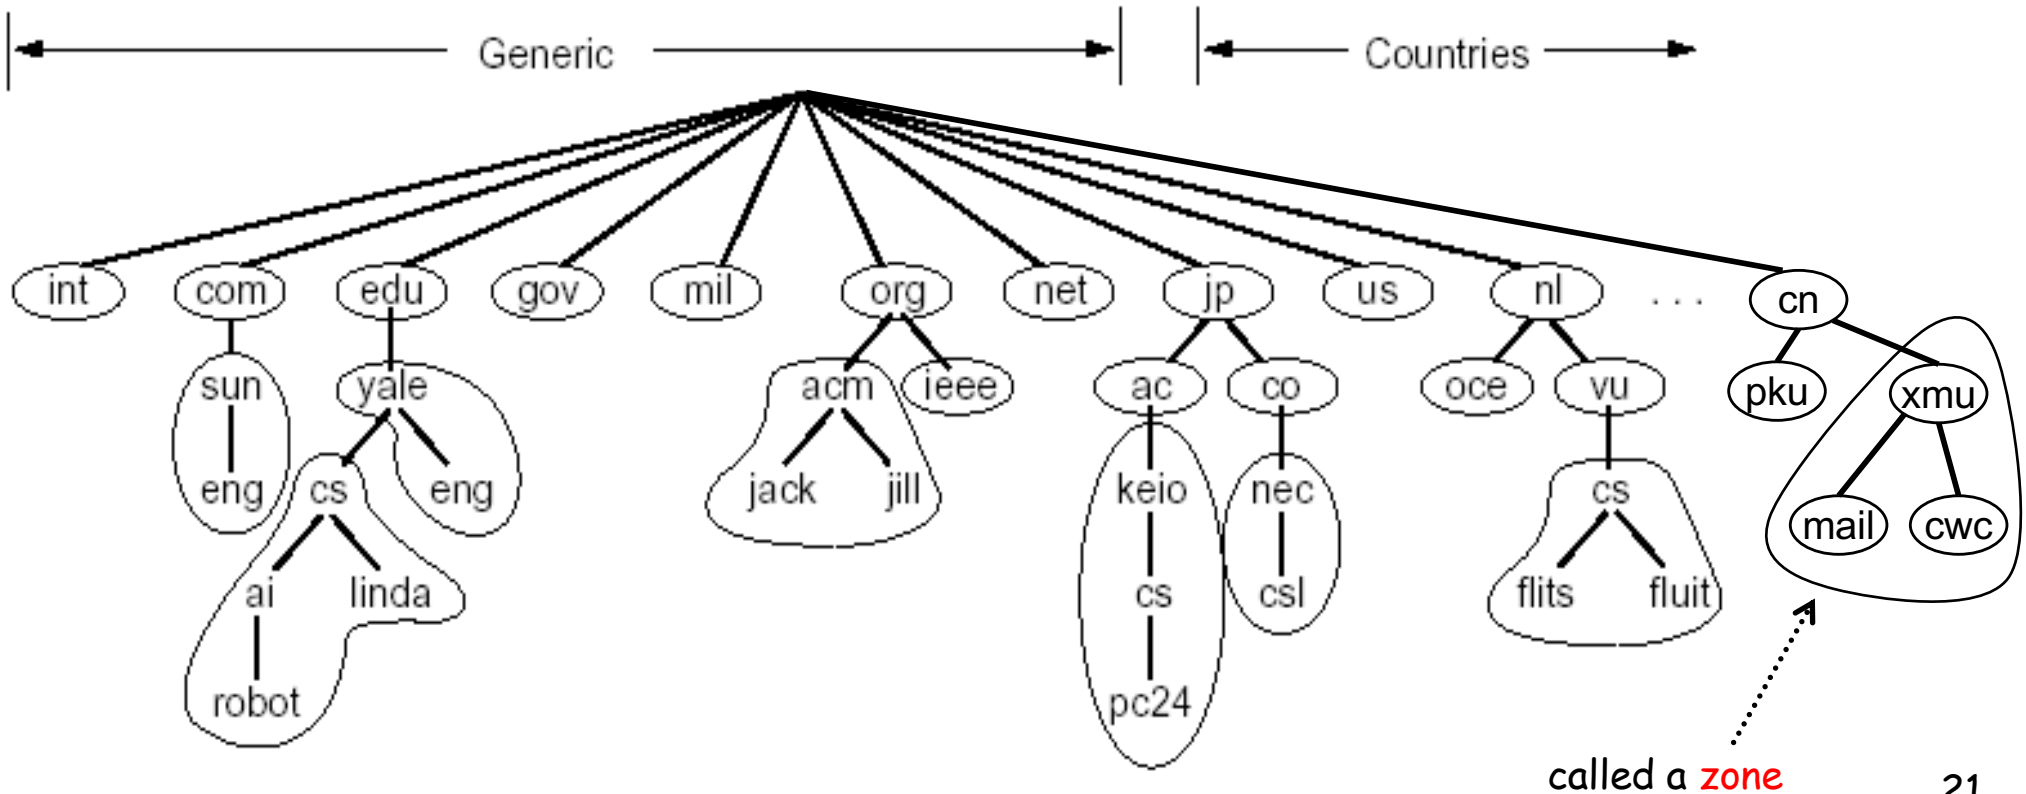 Generic Countries
int com edu gov mil org net jp us nl . . . cn
sun yale acm ieee ac co oce vu pku xmu
eng cs eng jack jill keio nec cs mail cwc
ai linda cs csl flits fluit
robot pc24
called a zone
21